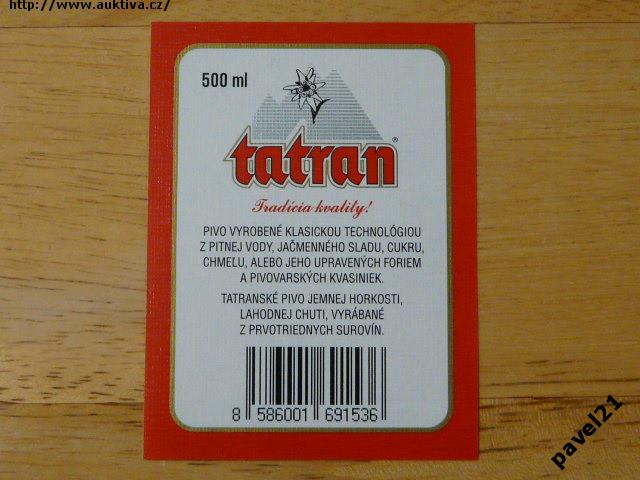 http://www.auktiva.cz/
500 ml
tatran®
Tradícia kvality!
PIVO VYROBENÉ KLASICKOU TECHNOLÓGIOU
Z PITNEJ VODY, JAČMENNÉHO SLADU, CUKRU,
CHMEĽU, ALEBO JEHO UPRAVENÝCH FORIEM
A PIVOVARSKÝCH KVASINIEK.
TATRANSKÉ PIVO JEMNEJ HORKOSTI,
LAHODNEJ CHUTI, VYRÁBANÉ
Z PRVOTRIEDNYCH SUROVÍN.
8 586001 691536
pavel21